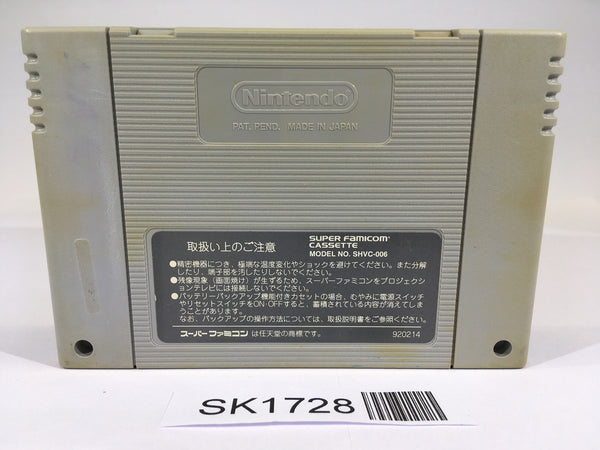 Nintendo
PAT. PEND. MADE IN JAPAN
取扱い上のご注意
SUPER FAMICOM
CASSETTE
MODEL NO. SHVC-006
●精密機器につき、極端な温度変化やショックを避けてください。また分解
したり、端子部を汚したりしないでください。
●残像現象（画面焼け）が生ずるため、スーパーファミコンをプロジェクショ
ンテレビには接続しないでください。
●バッテリーバックアップ機能付きカセットの場合、むやみに電源スイッチ
やリセットスイッチをON OFFすると、蓄積されている内容が消えてしま
うことがあります。
なお、バックアップの操作方法については、取扱説明書をご参照ください。
スーパーファミコン は任天堂の商標です。
920214
SK1728